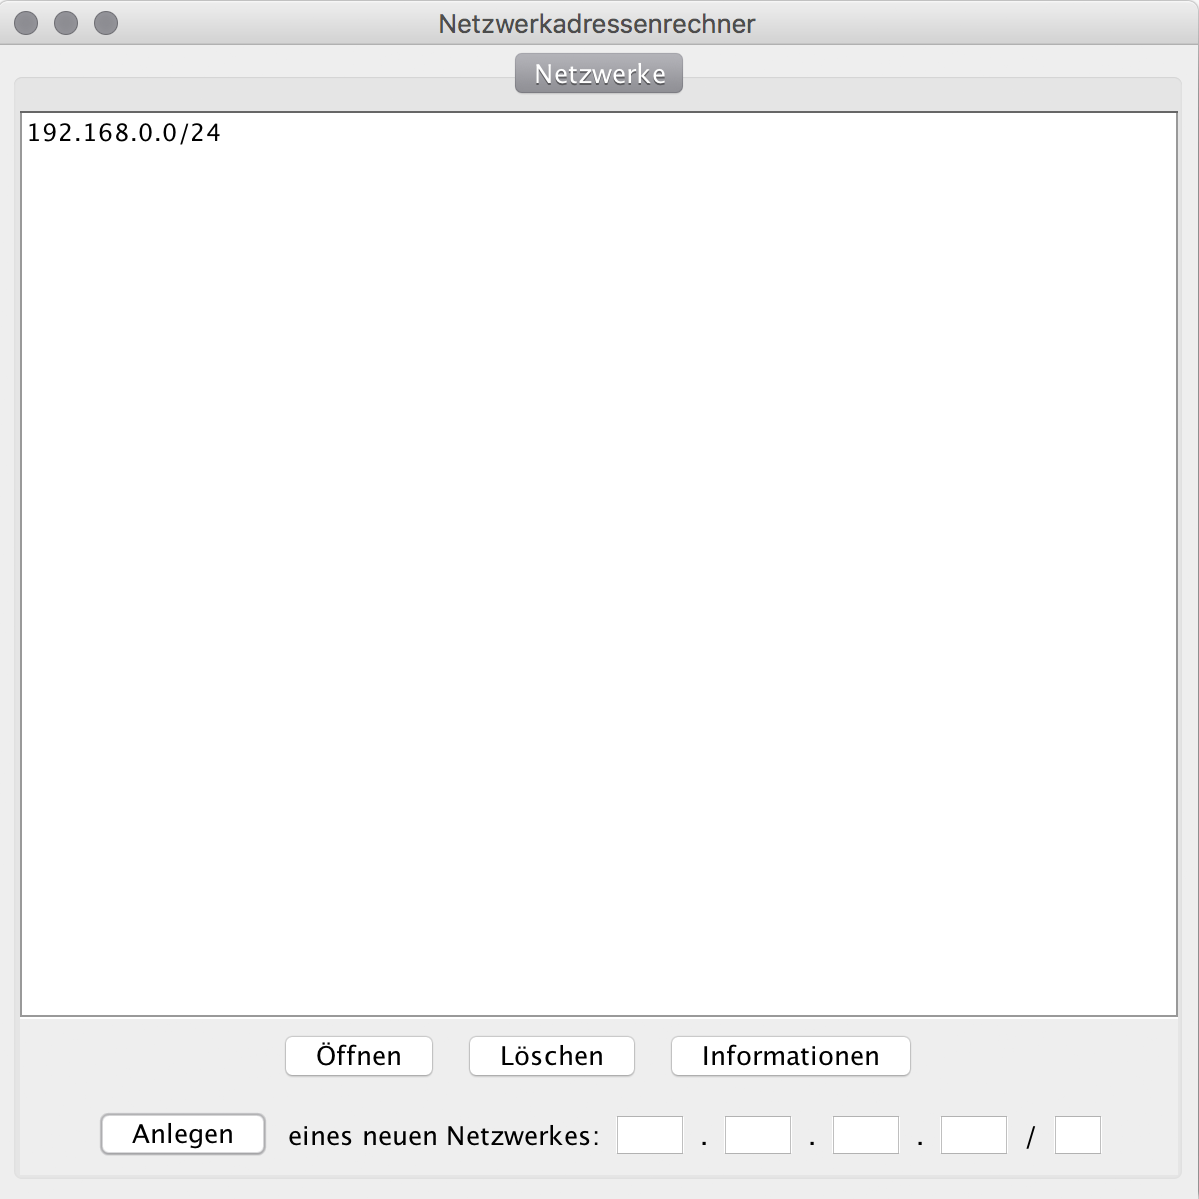 Netzwerkadressenrechner
Netzwerke
192.168.0.0/24
Öffnen Löschen Informationen
Anlegen eines neuen Netzwerkes: . . . /